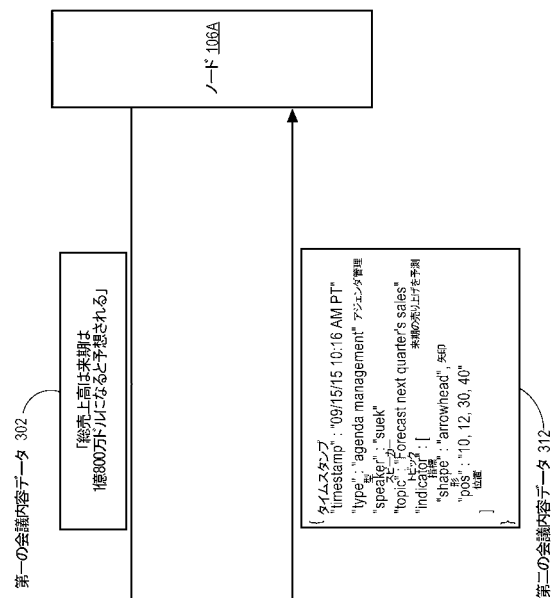 ノード 106A
第一の会議内容データ 302
「総売上高は来期は
1億800万ドルになると予想される」
{ タイムスタンプ
"timestamp" : "09/15/15 10:16 AM PT"
"type" : "agenda management" アジェンダ管理
型
"speaker" : "suek"
スピーカー
"topic" : "Forecast next quarter's sales"
トピック 来期の売り上げを予測
"indicator" : [
指標
"shape" : "arrowhead", 矢印
形
"pos" : "10, 12, 30, 40"
位置
]
}
第二の会議内容データ 312